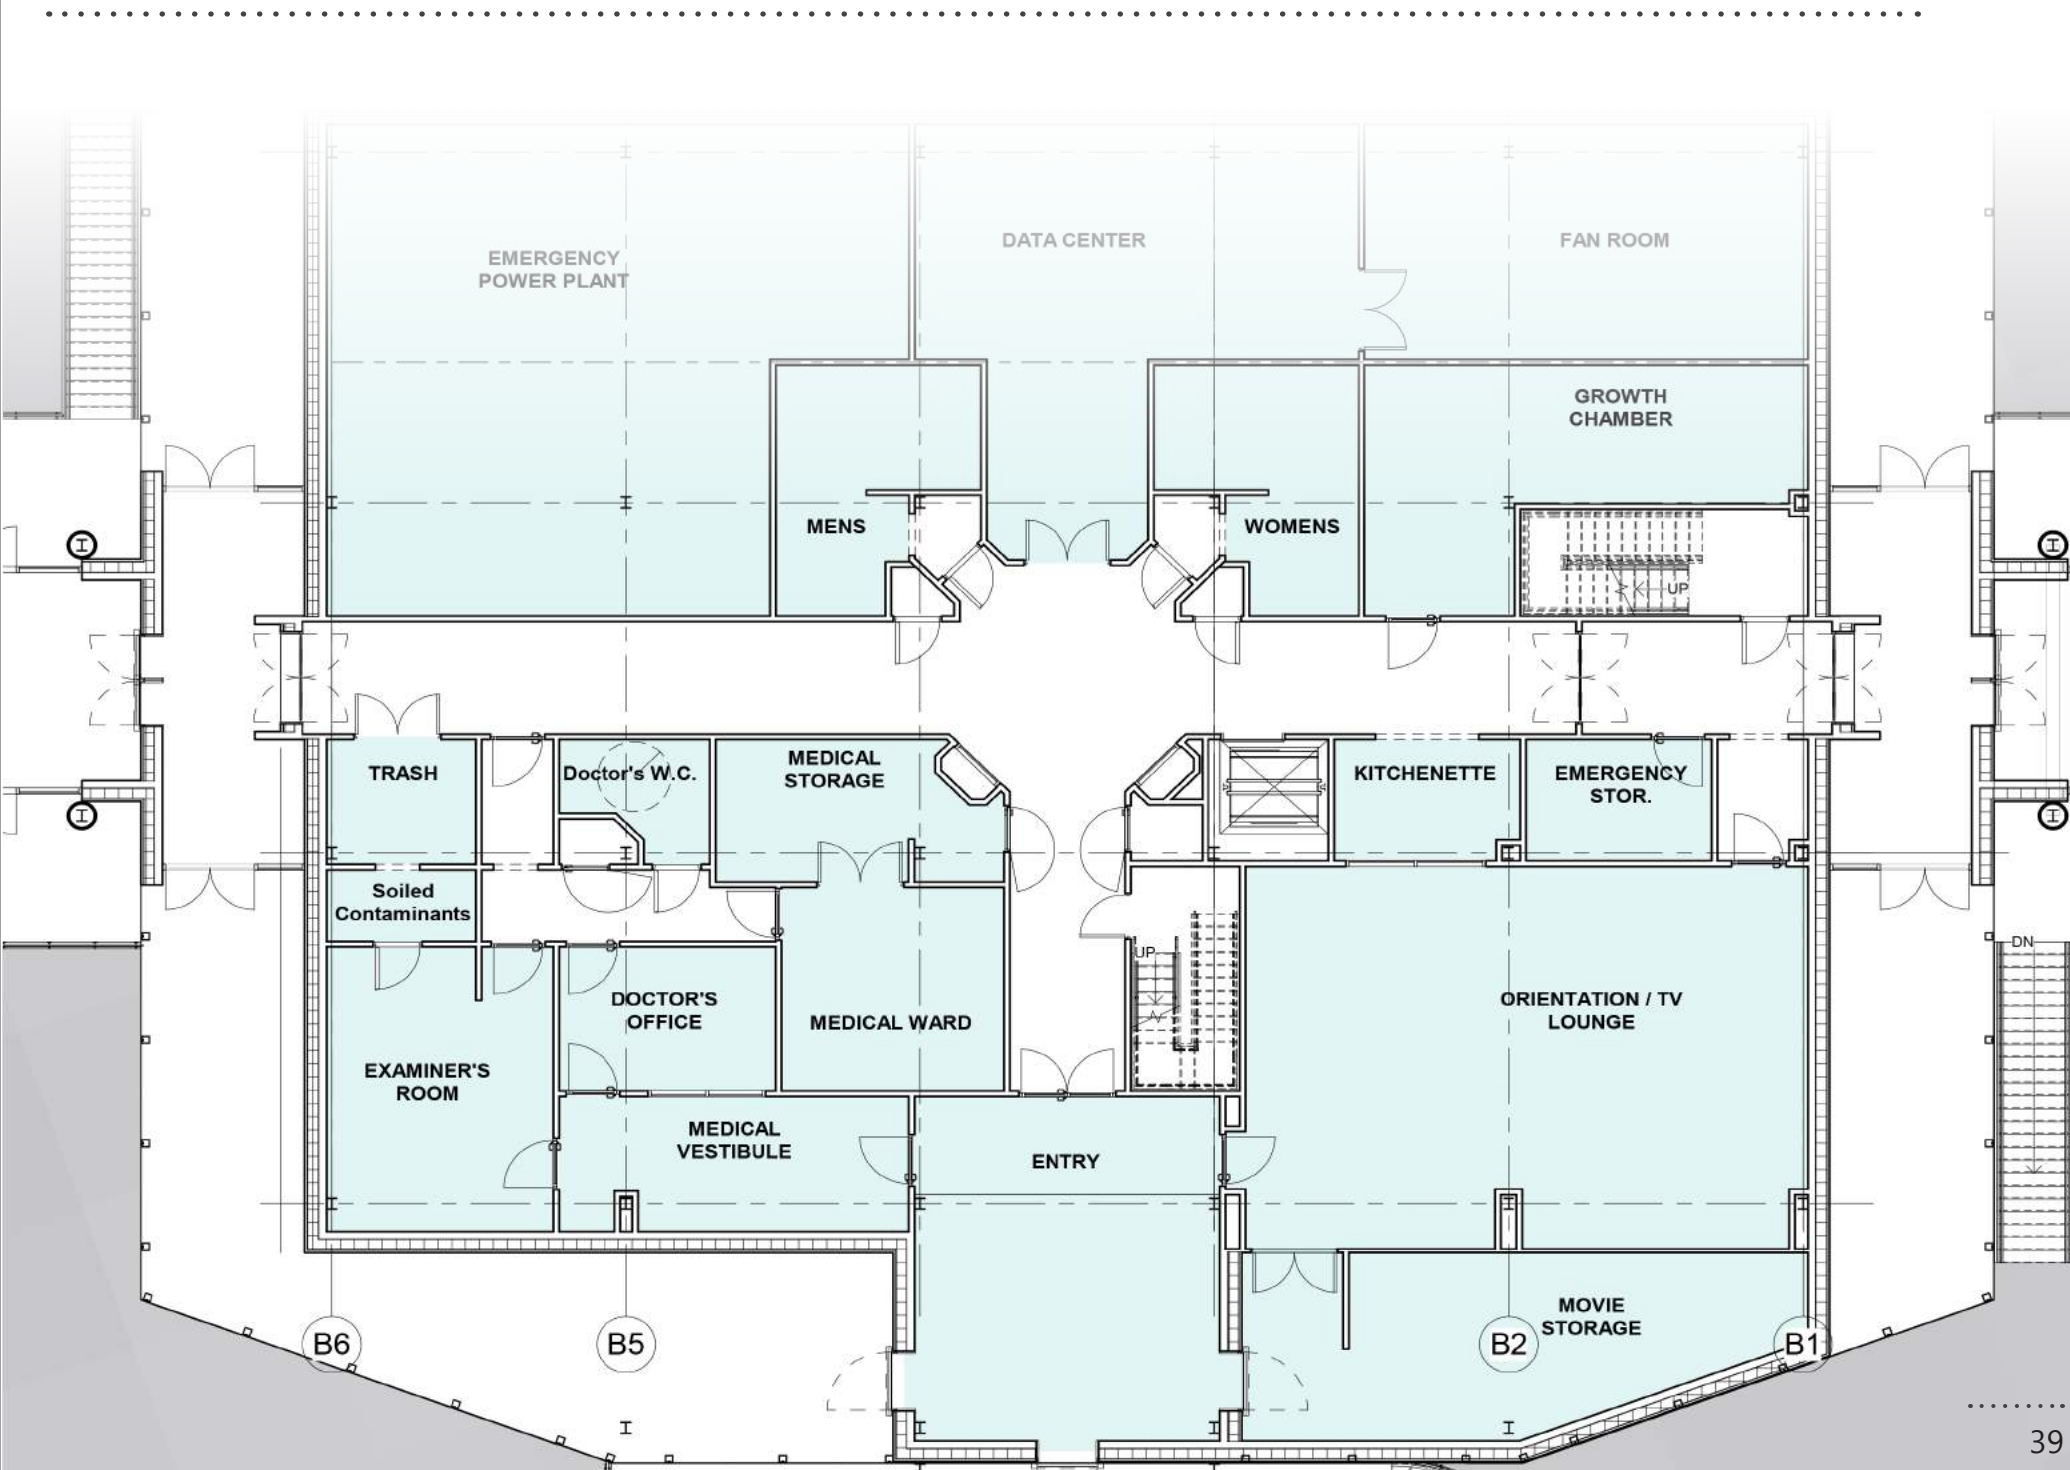 EMERGENCY
POWER PLANT
DATA CENTER
FAN ROOM
GROWTH
CHAMBER
MENS
WOMENS
UP
TRASH
Doctor's W.C.
MEDICAL
STORAGE
KITCHENETTE
EMERGENCY
STOR.
Soiled
Contaminants
UP
DN
DOCTOR'S
OFFICE
MEDICAL WARD
ORIENTATION / TV
LOUNGE
EXAMINER'S
ROOM
MEDICAL
VESTIBULE
ENTRY
MOVIE
STORAGE
B6
B5
B2
B1
39